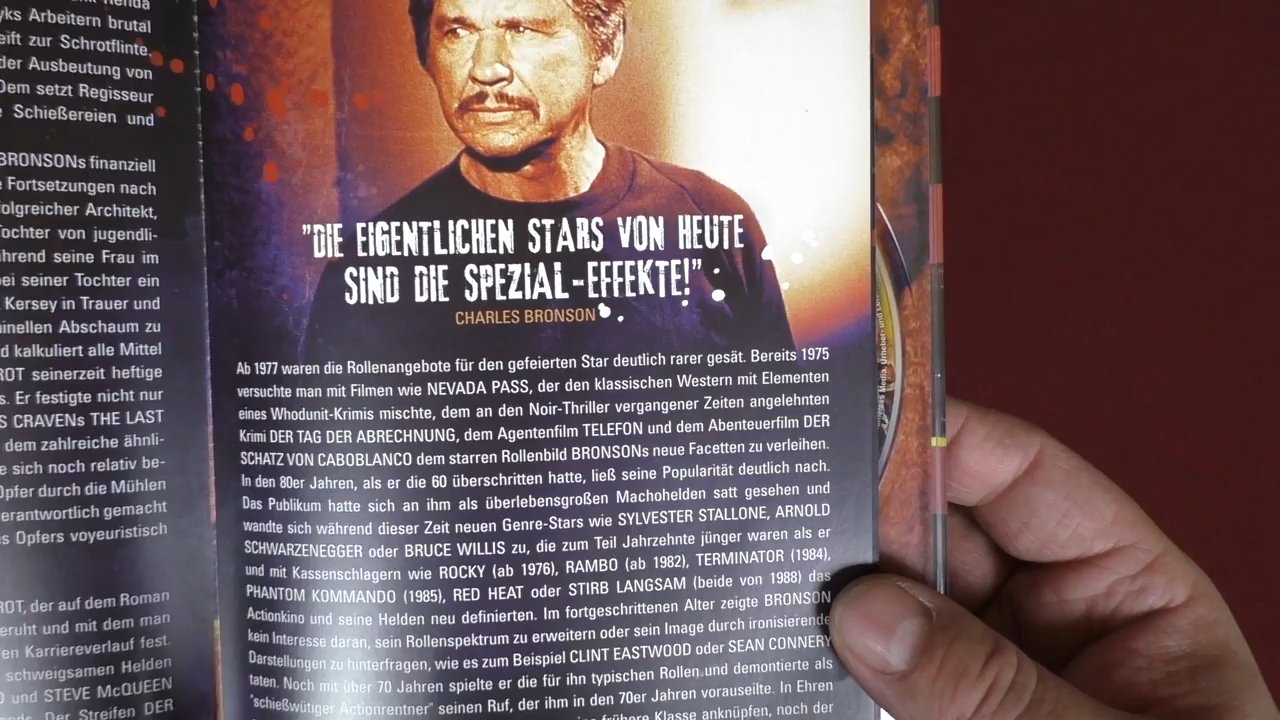 yks Arbeitern brutal
eift zur Schrotflinte.
der Ausbeutung von
Dem setzt Regisseur
e Schießereien und
BRONSONs finanziell
e Fortsetzungen nach
olgreicher Architekt,
Tochter von jugendli-
ährend seine Frau im
bei seiner Tochter ein
Kersey in Trauer und
minellen Abschaum zu
d kalkuliert alle Mittel
ROT seinerzeit heftige
s. Er festigte nicht nur
S CRAVENs THE LAST
dem zahlreiche ähnli-
e sich noch relativ be-
Opfer durch die Mühlen
verantwortlich gemacht
s Opfers voyeuristisch
ROT, der auf dem Roman
eruht und mit dem man
en Karriereverlauf fest.
schweigsamen Helden
und STEVE McQUEEN
Der Streifen DER
"DIE EIGENTLICHEN STARS VON HEUTE
SIND DIE SPEZIAL-EFFEKTE!"
CHARLES BRONSON
Ab 1977 waren die Rollenangebote für den gefeierten Star deutlich rarer gesät. Bereits 1975
versuchte man mit Filmen wie NEVADA PASS, der den klassischen Western mit Elementen
eines Whodunit-Krimis mischte, dem an den Noir-Thriller vergangener Zeiten angelehnten
Krimi DER TAG DER ABRECHNUNG, dem Agentenfilm TELEFON und dem Abenteuerfilm DER
SCHATZ VON CABOBLANCO dem starren Rollenbild BRONSONs neue Facetten zu verleihen.
In den 80er Jahren, als er die 60 überschritten hatte, ließ seine Popularität deutlich nach.
Das Publikum hatte sich an ihm als überlebensgroßen Machohelden satt gesehen und
wandte sich während dieser Zeit neuen Genre-Stars wie SYLVESTER STALLONE, ARNOLD
SCHWARZENEGGER oder BRUCE WILLIS zu, die zum Teil Jahrzehnte jünger waren als er
und mit Kassenschlagern wie ROCKY (ab 1976), RAMBO (ab 1982), TERMINATOR (1984),
PHANTOM KOMMANDO (1985), RED HEAT oder STIRB LANGSAM (beide von 1988) das
Actionkino und seine Helden neu definierten. Im fortgeschrittenen Alter zeigte BRONSON
kein Interesse daran, sein Rollenspektrum zu erweitern oder sein Image durch ironisierende
Darstellungen zu hinterfragen, wie es zum Beispiel CLINT EASTWOOD oder SEAN CONNERY
taten. Noch mit über 70 Jahren spielte er die für ihn typischen Rollen und demontierte als
"schießwütiger Actionrentner" seinen Ruf, der ihm in den 70er Jahren vorauseilte. In Ehren
frühere Klasse anknüpfen, noch der
Media. Urheber- und